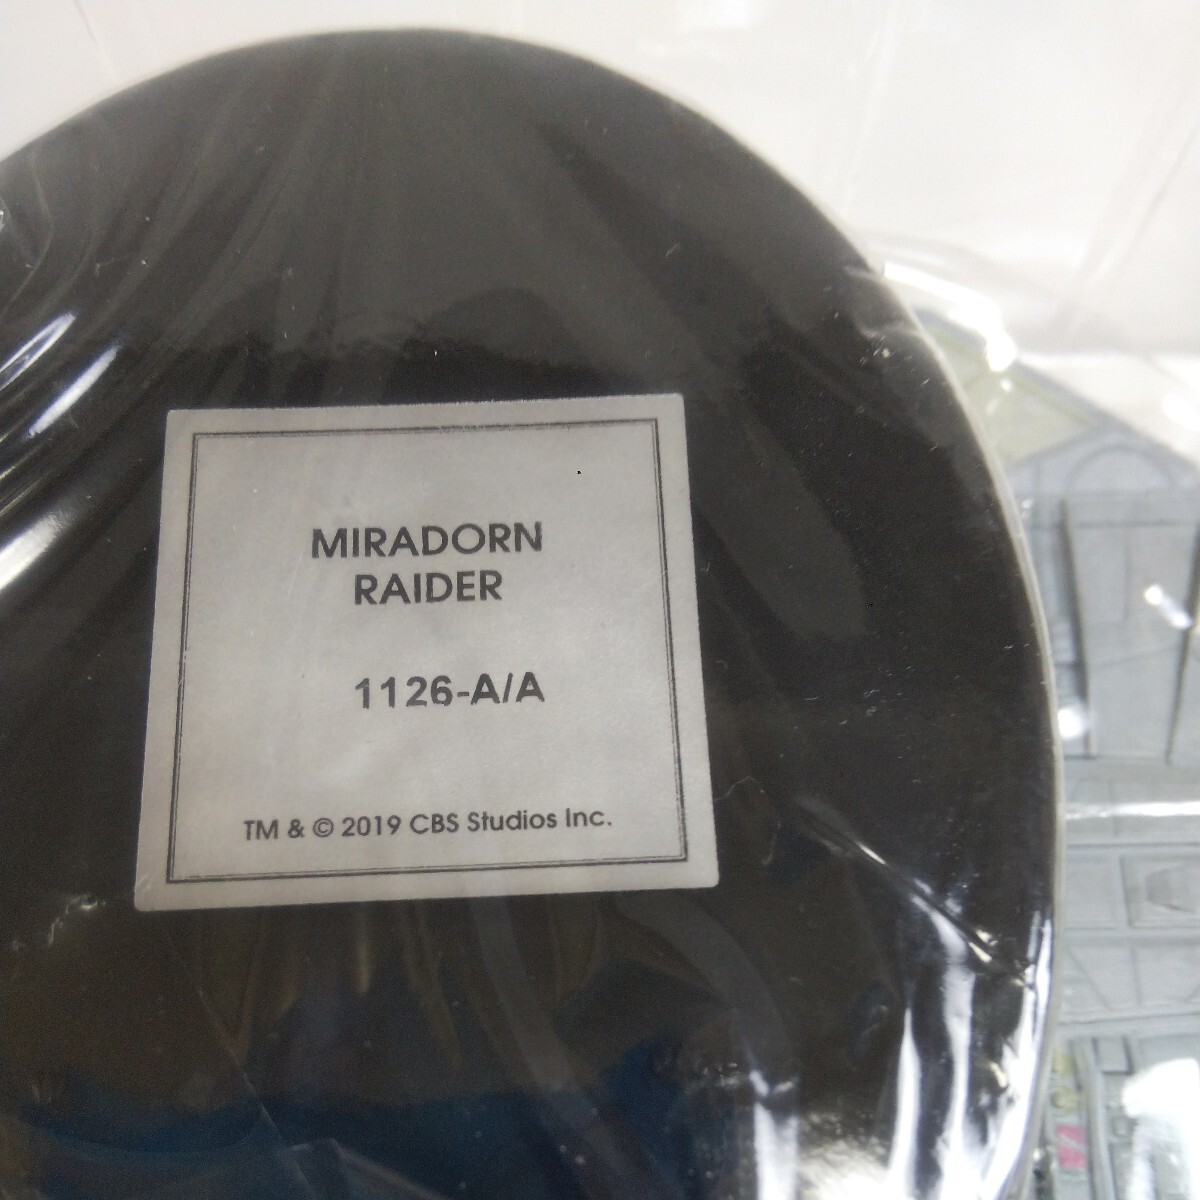 MIRADORN
RAIDER
1126-A/A
TM & © 2019 CBS Studios Inc.